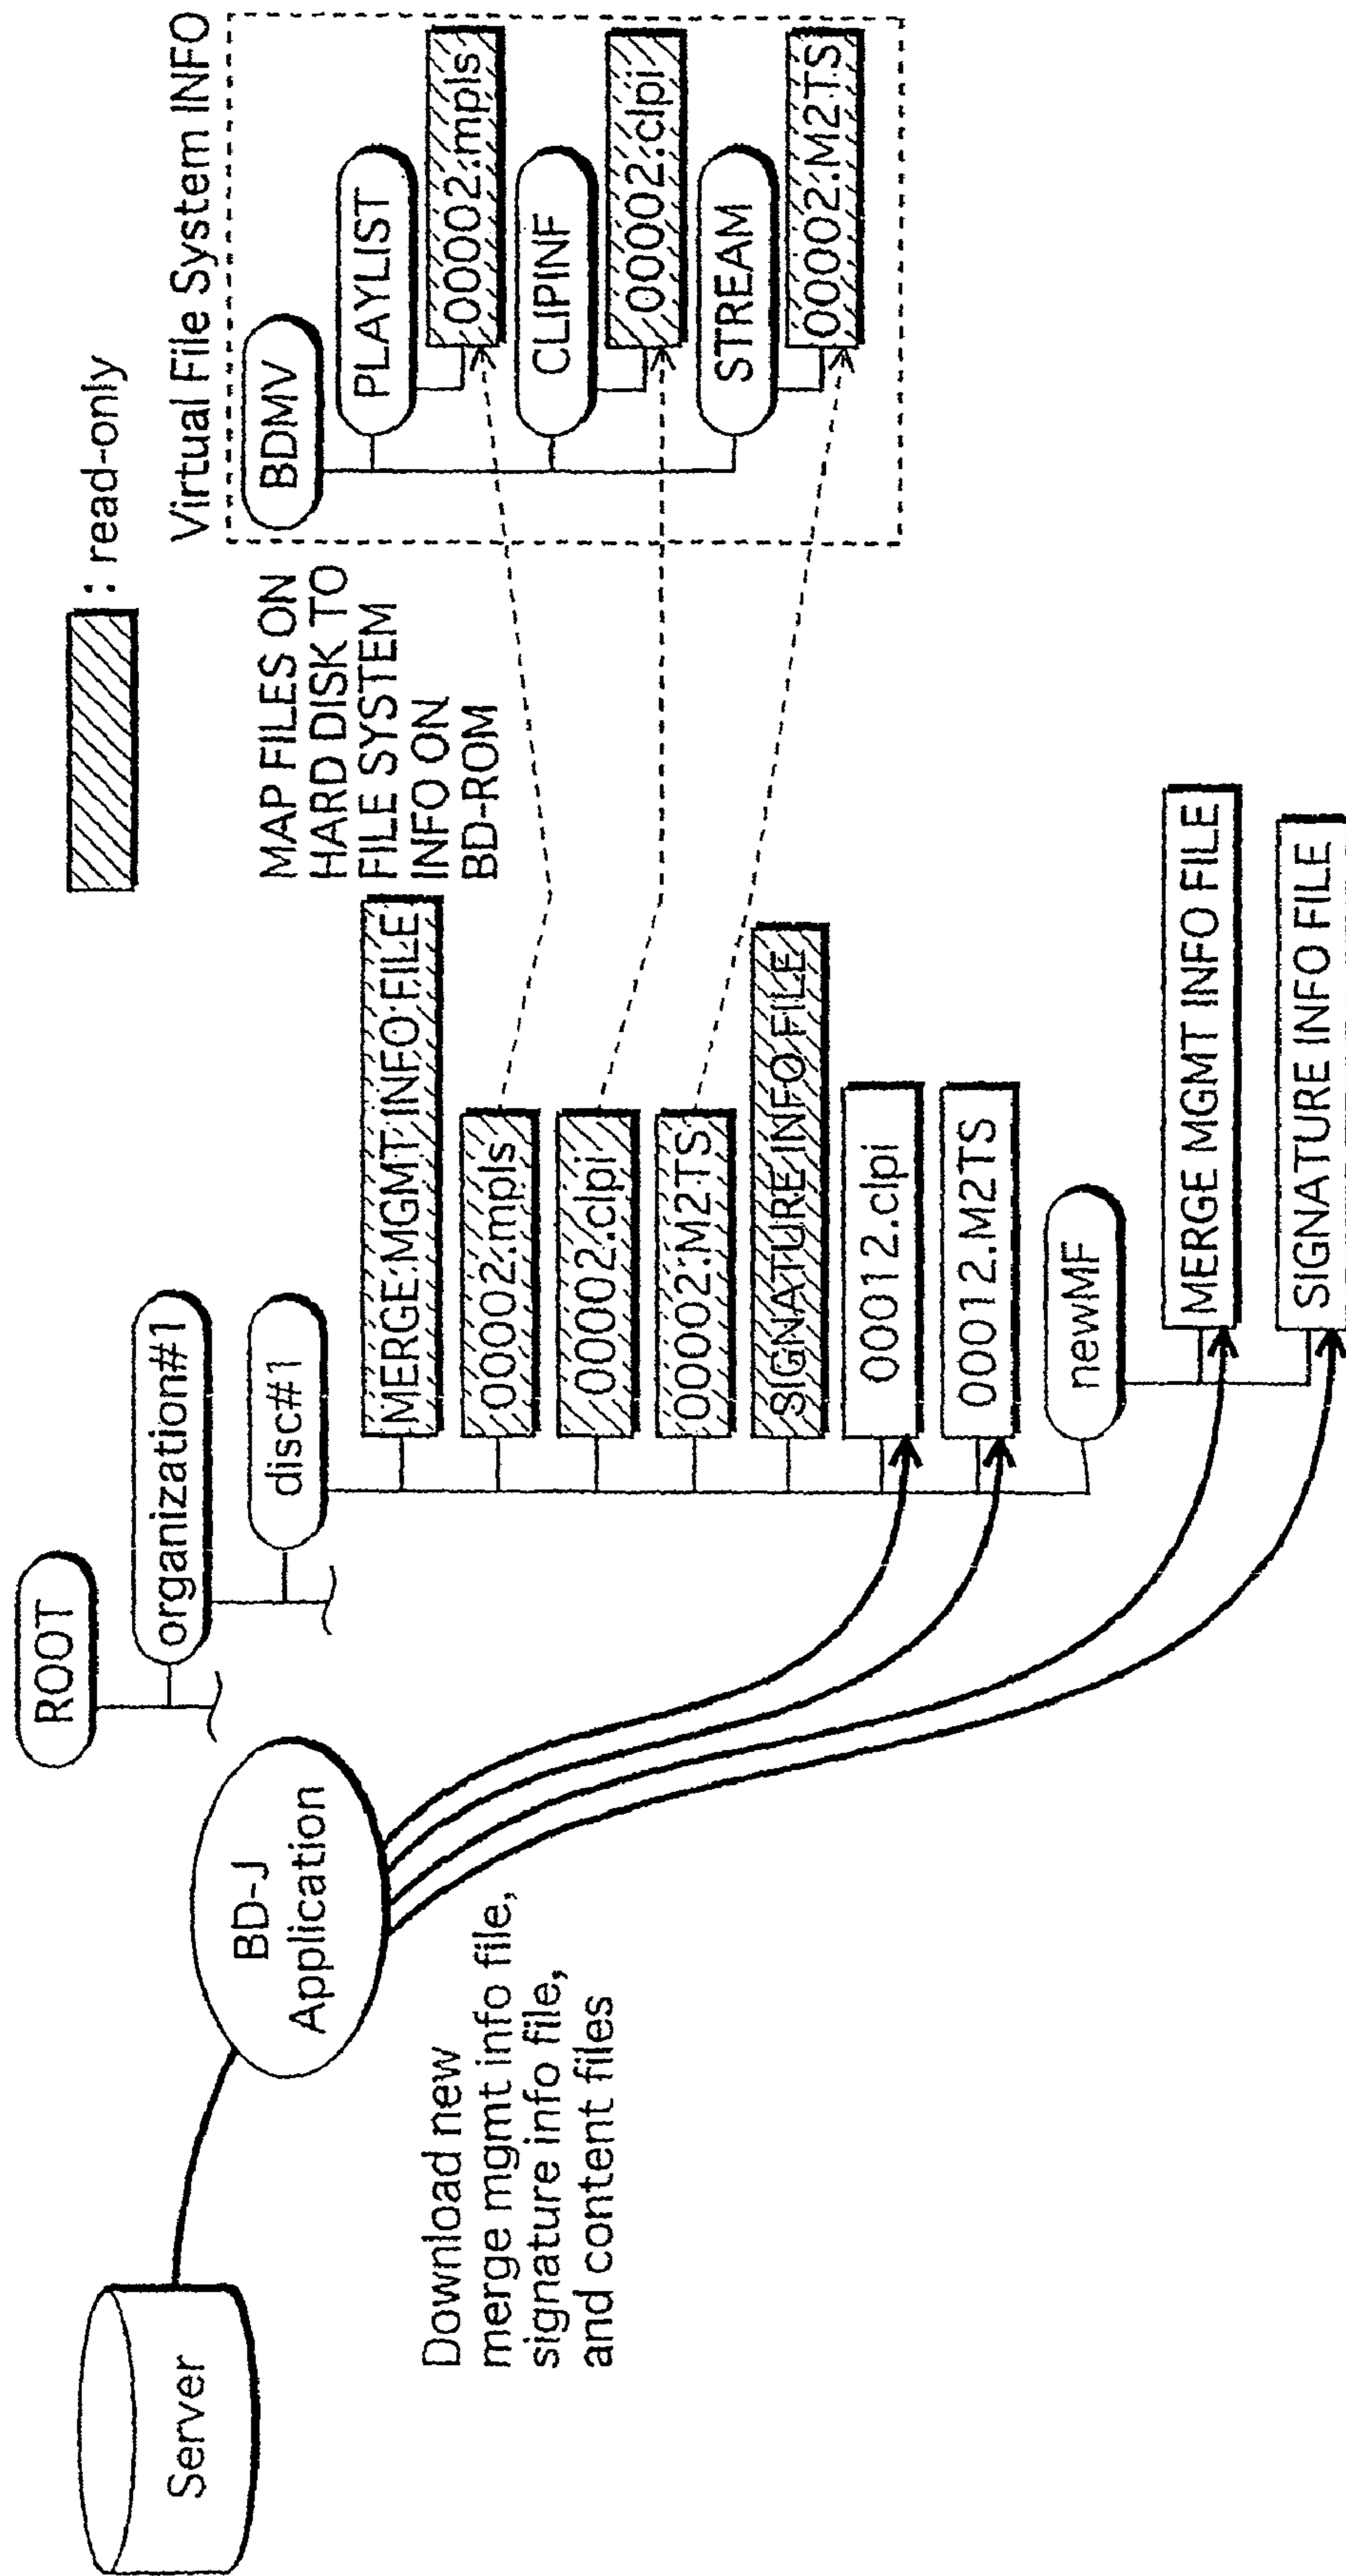 : read-only
Virtual File System INFO
BDMV
PLAYLIST
00002.mpls
CLIPINF
00002.clpi
STREAM
00002.M2TS
MAP FILES ON
HARD DISK TO
FILE SYSTEM
INFO ON
BD-ROM
ROOT
organization#1
disc#1
MERGE MGMT INFO FILE
00002.mpls
00002.clpi
00002.M2TS
SIGNATURE INFO FILE
00012.clpi
00012.M2TS
newMF
MERGE MGMT INFO FILE
SIGNATURE INFO FILE
Server
BD-J
Application
Download new
merge mgmt info file,
signature info file,
and content files